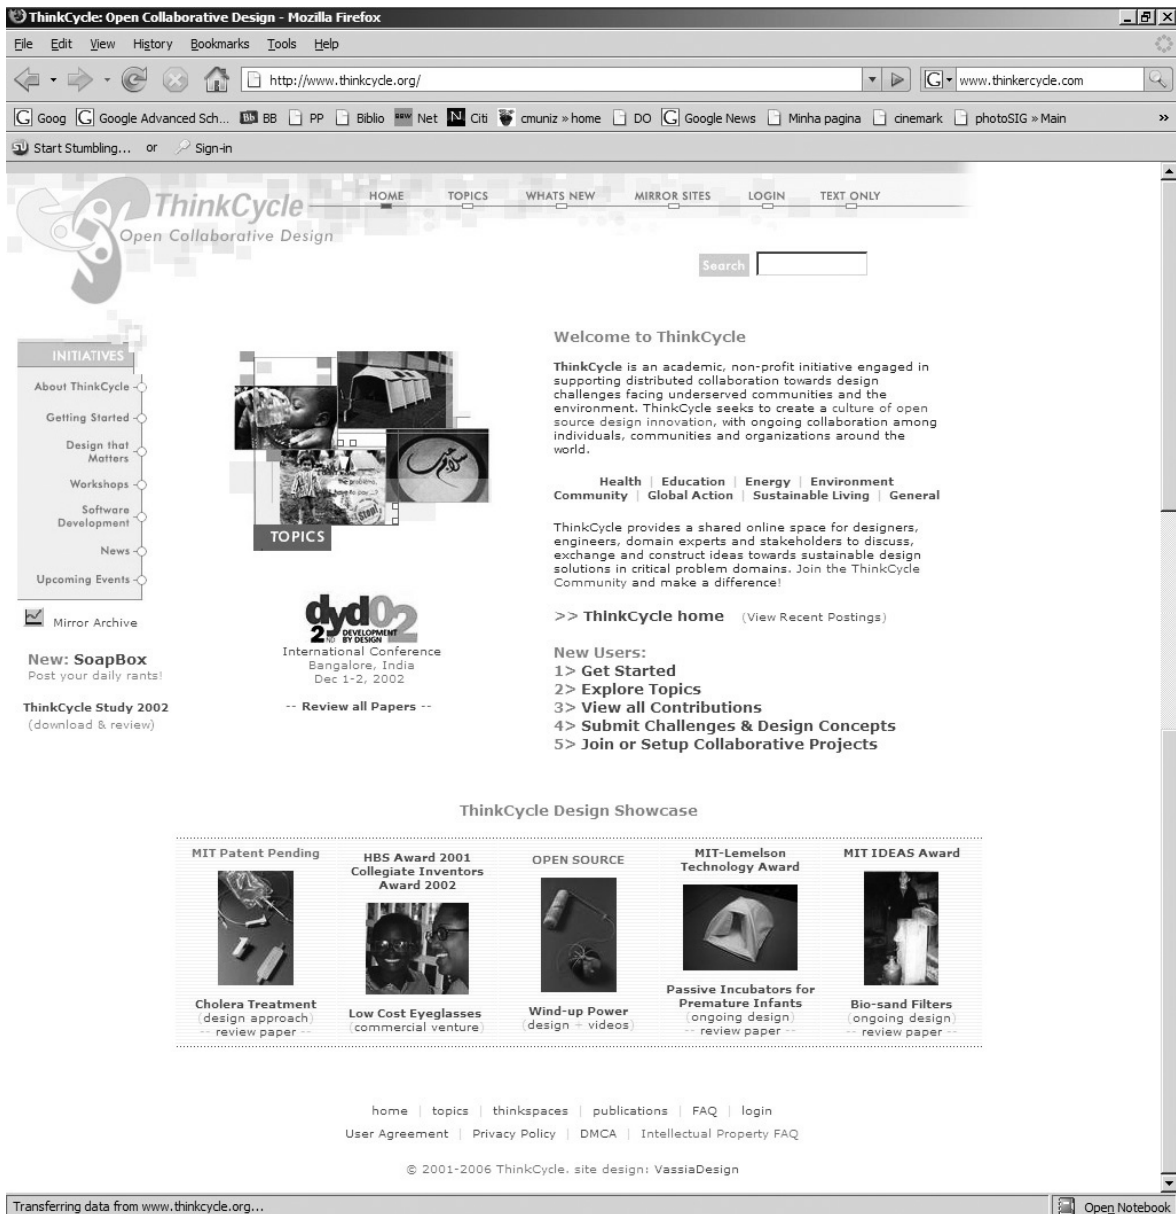 ThinkCycle: Open Collaborative Design - Mozilla Firefox
File Edit View History Bookmarks Tools Help
http://www.thinkcycle.org/
G www.thinkercycle.com
Goog Google Advanced Sch... BB PP Biblio Net Citi cmuniz » home DO Google News Minha pagina cinemark photoSIG » Main »
Start Stumbling... or Sign-in
ThinkCycle
Open Collaborative Design
HOME TOPICS WHATS NEW MIRROR SITES LOGIN TEXT ONLY
Search
INITIATIVES
About ThinkCycle
Getting Started
Design that
Matters
Workshops
Software
Development
News
Upcoming Events
Mirror Archive
New: SoapBox
Post your daily rants!
ThinkCycle Study 2002
(download & review)
TOPICS
dyd02
2ND DEVELOPMENT
BY DESIGN
International Conference
Bangalore, India
Dec 1-2, 2002
-- Review all Papers --
Welcome to ThinkCycle
ThinkCycle is an academic, non-profit initiative engaged in
supporting distributed collaboration towards design
challenges facing underserved communities and the
environment. ThinkCycle seeks to create a culture of open
source design innovation, with ongoing collaboration among
individuals, communities and organizations around the
world.
Health | Education | Energy | Environment
Community | Global Action | Sustainable Living | General
ThinkCycle provides a shared online space for designers,
engineers, domain experts and stakeholders to discuss,
exchange and construct ideas towards sustainable design
solutions in critical problem domains. Join the ThinkCycle
Community and make a difference!
>> ThinkCycle home (View Recent Postings)
New Users:
1> Get Started
2> Explore Topics
3> View all Contributions
4> Submit Challenges & Design Concepts
5> Join or Setup Collaborative Projects
ThinkCycle Design Showcase
MIT Patent Pending
Cholera Treatment
(design approach)
-- review paper --
HBS Award 2001
Collegiate Inventors
Award 2002
Low Cost Eyeglasses
(commercial venture)
OPEN SOURCE
Wind-up Power
(design + videos)
MIT-Lemelson
Technology Award
Passive Incubators for
Premature Infants
(ongoing design)
-- review paper --
MIT IDEAS Award
Bio-sand Filters
(ongoing design)
-- review paper --
home | topics | thinkspaces | publications | FAQ | login
User Agreement | Privacy Policy | DMCA | Intellectual Property FAQ
© 2001-2006 ThinkCycle. site design: VassiaDesign
Transferring data from www.thinkcycle.org...
Open Notebook